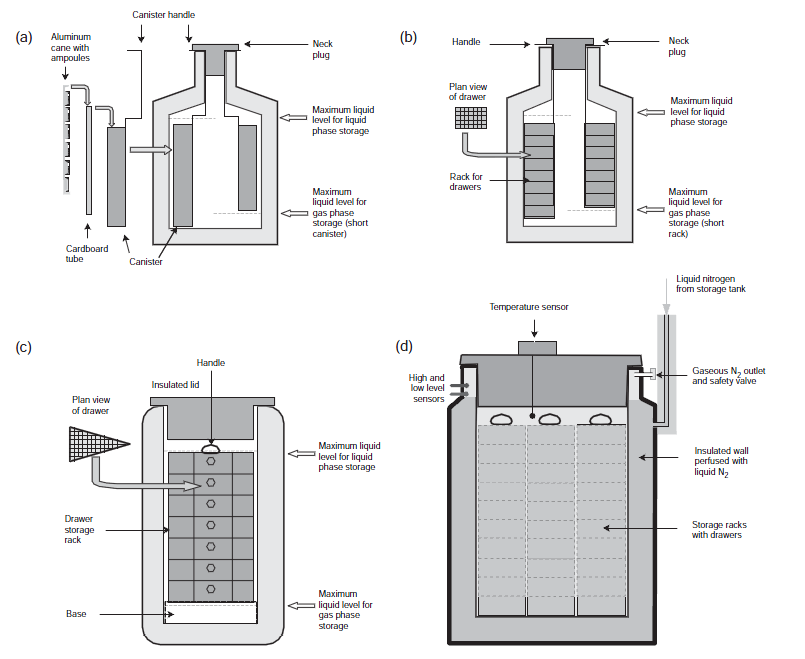 (a)
Canister handle
Aluminum
cane with
ampoules
Neck
plug
Maximum liquid
level for liquid
phase storage
Maximum
liquid level for
gas phase
storage (short
canister)
Cardboard
tube
Canister
(b)
Handle
Neck
plug
Plan view
of drawer
Maximum liquid
level for liquid
phase storage
Rack for
drawers
Maximum
liquid level for
gas phase
storage (short
rack)
(c)
Handle
Insulated lid
Plan view
of drawer
Maximum liquid
level for liquid
phase storage
Drawer
storage
rack
Maximum
liquid level for
gas phase
storage
Base
(d)
Liquid nitrogen
from storage tank
Temperature sensor
High and
low level
sensors
Gaseous N2 outlet
and safety valve
Insulated wall
perfused with
liquid N2
Storage racks
with drawers